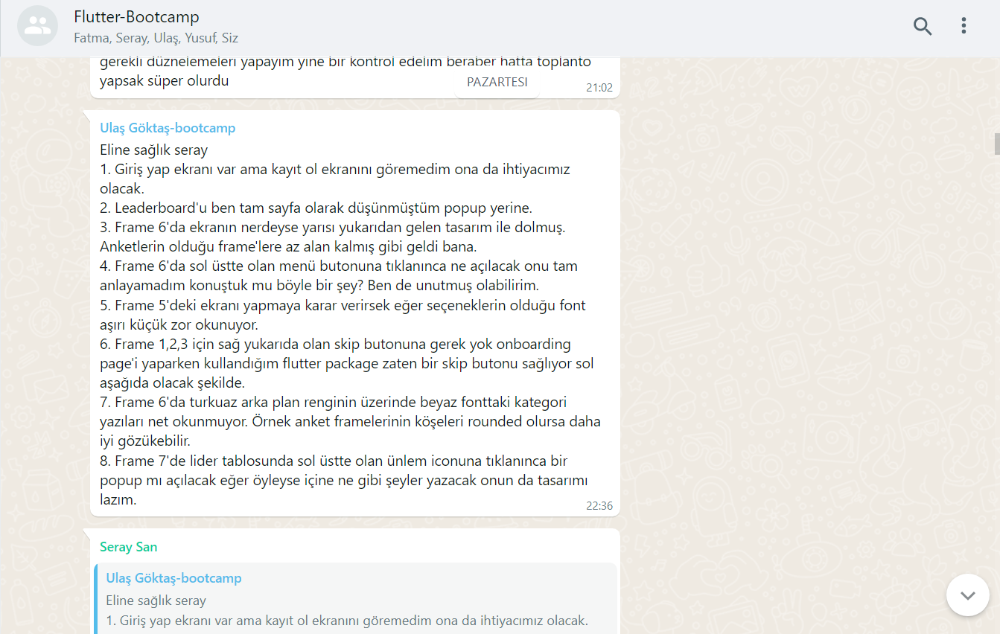 Flutter-Bootcamp
Fatma, Seray, Ulaş, Yusuf, Siz
gerekli düznelemeleri yapayım yine bir kontrol edelim beraber hatta toplantö
yapsak süper olurdu
PAZARTESI
21:02
Ulaş Göktaş-bootcamp
Eline sağlık seray
1. Giriş yap ekranı var ama kayıt ol ekranını göremedim ona da ihtiyacımız
olacak.
2. Leaderboard'u ben tam sayfa olarak düşünmüştüm popup yerine.
3. Frame 6'da ekranın nerdeyse yarısı yukarıdan gelen tasarım ile dolmuş.
Anketlerin olduğu frame'lere az alan kalmış gibi geldi bana.
4. Frame 6'da sol üstte olan menü butonuna tıklanınca ne açılacak onu tam
anlayamadım konuştuk mu böyle bir şey? Ben de unutmuş olabilirim.
5. Frame 5'deki ekranı yapmaya karar verirsek eğer seçeneklerin olduğu font
aşırı küçük zor okunuyor.
6. Frame 1,2,3 için sağ yukarıda olan skip butonuna gerek yok onboarding
page'i yaparken kullandığım flutter package zaten bir skip butonu sağlıyor sol
aşağıda olacak şekilde.
7. Frame 6'da turkuaz arka plan renginin üzerinde beyaz fonttaki kategori
yazıları net okunmuyor. Örnek anket framelerinin köşeleri rounded olursa daha
iyi gözükebilir.
8. Frame 7'de lider tablosunda sol üstte olan ünlem iconuna tıklanınca bir
popup mı açılacak eğer öyleyse içine ne gibi şeyler yazacak onun da tasarımı
lazım.
22:36
Seray San
Ulaş Göktaş-bootcamp
Eline sağlık seray
1. Giriş yap ekranı var ama kayıt ol ekranını göremedim ona da ihtiyacımız olacak.